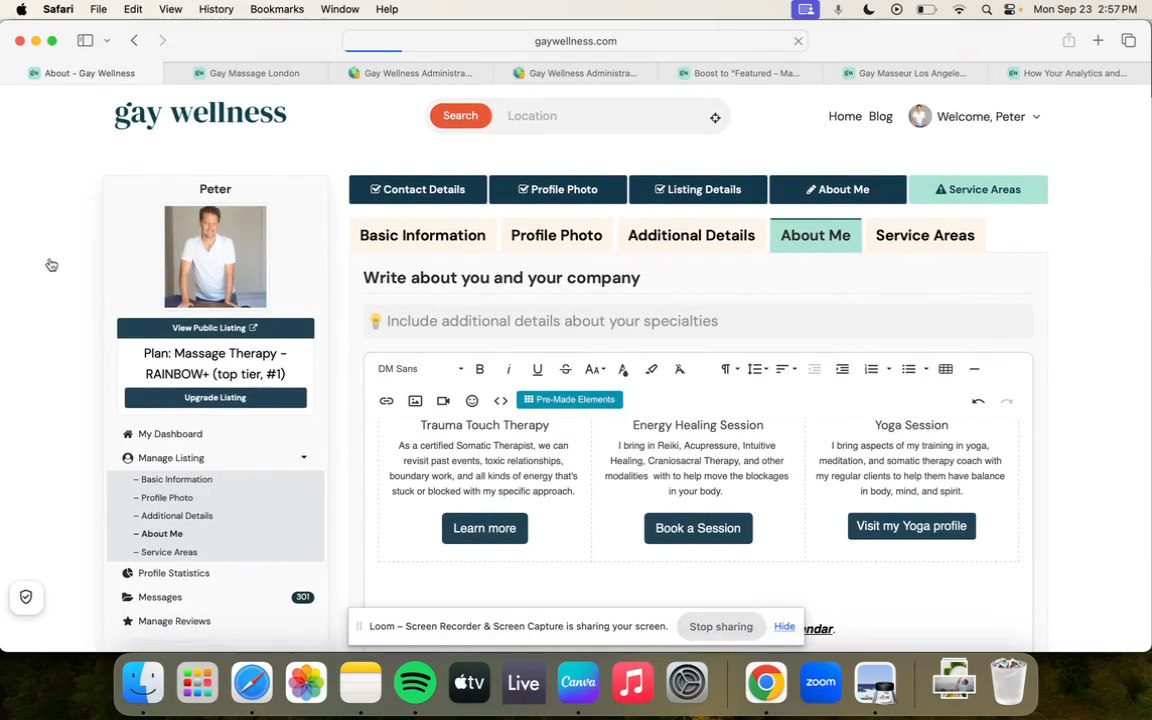 Safari File Edit View History Bookmarks Window Help Mon Sep 23 2:57 PM
gaywellness.com
About - Gay Wellness Gay Massage London Gay Wellness Administra... Gay Wellness Administra... Boost to "Featured - Ma... Gay Masseur Los Angele... How Your Analytics and...
gay wellness Search Location Home Blog Welcome, Peter
Peter
Contact Details Profile Photo Listing Details About Me Service Areas
Basic Information Profile Photo Additional Details About Me Service Areas
Write about you and your company
Include additional details about your specialties
View Public Listing
Plan: Massage Therapy -
RAINBOW+ (top tier, #1)
Upgrade Listing
DM Sans
Pre-Made Elements
Trauma Touch Therapy
As a certified Somatic Therapist, we can
revisit past events, toxic relationships,
boundary work, and all kinds of energy that's
stuck or blocked with my specific approach.
Learn more
Energy Healing Session
I bring in Reiki, Acupressure, Intuitive
Healing, Craniosacral Therapy, and other
modalities with to help move the blockages
in your body.
Book a Session
Yoga Session
I bring aspects of my training in yoga,
meditation, and somatic therapy coach with
my regular clients to help them have balance
in body, mind, and spirit.
Visit my Yoga profile
My Dashboard
Manage Listing
– Basic Information
– Profile Photo
– Additional Details
– About Me
– Service Areas
Profile Statistics
Messages 301
Manage Reviews
Loom – Screen Recorder & Screen Capture is sharing your screen. Stop sharing Hide
endar.
tv Live Canva zoom